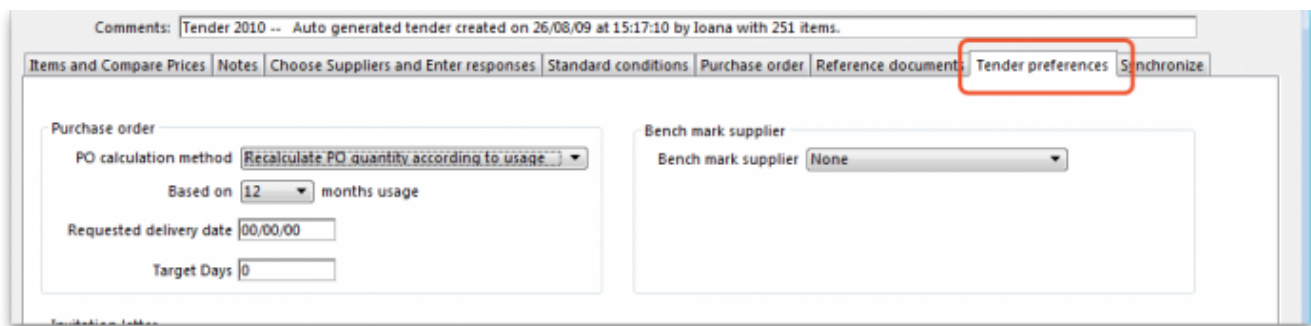 Comments: Tender 2010 -- Auto generated tender created on 26/08/09 at 15:17:10 by Ioana with 251 items.
Items and Compare Prices Notes Choose Suppliers and Enter responses Standard conditions Purchase order Reference documents Tender preferences Synchronize
Purchase order
PO calculation method Recalculate PO quantity according to usage
Based on 12 months usage
Requested delivery date 00/00/00
Target Days 0
Bench mark supplier
Bench mark supplier None
Invitation letter